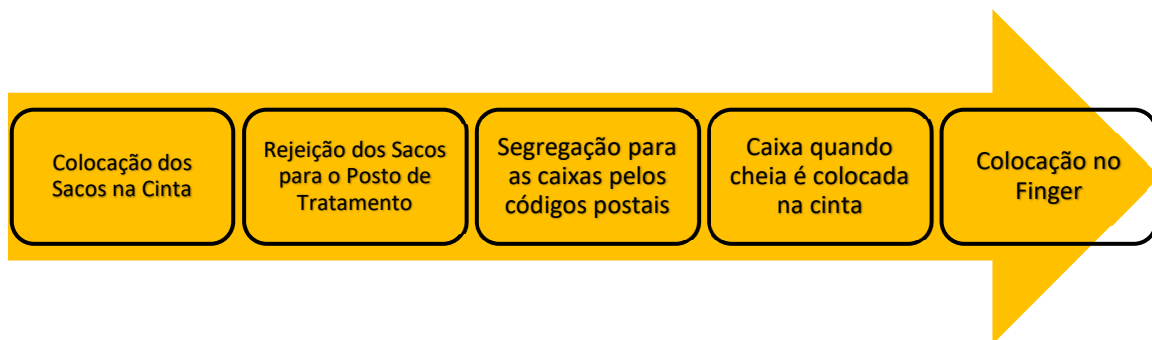 Colocação dos
Sacos na Cinta
Rejeição dos Sacos
para o Posto de
Tratamento
Segregação para
as caixas pelos
códigos postais
Caixa quando
cheia é colocada
na cinta
Colocação no
Finger